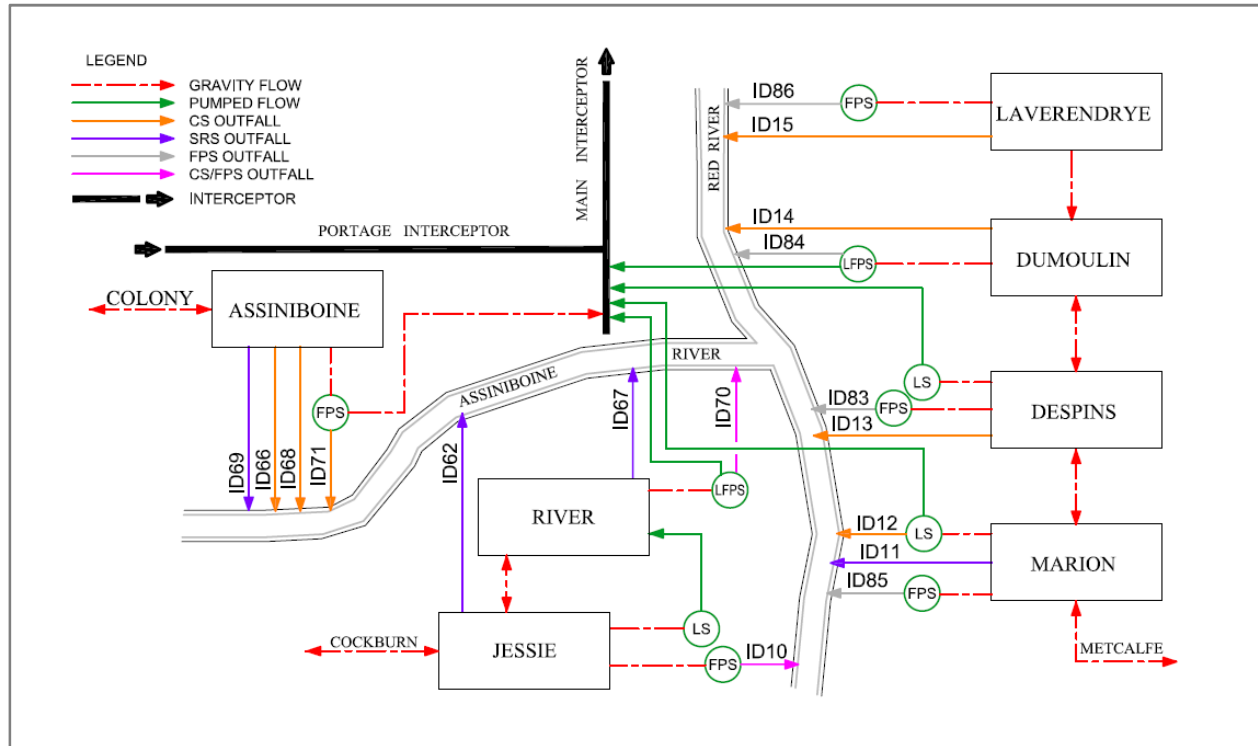 LEGEND
GRAVITY FLOW
PUMPED FLOW
CS OUTFALL
SRS OUTFALL
FPS OUTFALL
CS/FPS OUTFALL
INTERCEPTOR
MAIN INTERCEPTOR
PORTAGE INTERCEPTOR
RED RIVER
ID86
FPS
LAVERENDRYE
ID15
ID14
ID84
LFPS
DUMOULIN
COLONY
ASSINIBOINE
FPS
ID69
ID66
ID68
ID71
ASSINIBOINE
RIVER
ID62
ID67
ID70
LS
ID83
FPS
DESPINS
ID13
RIVER
LFPS
ID12
LS
ID11
MARION
ID85
FPS
COCKBURN
JESSIE
LS
FPS
ID10
METCALFE